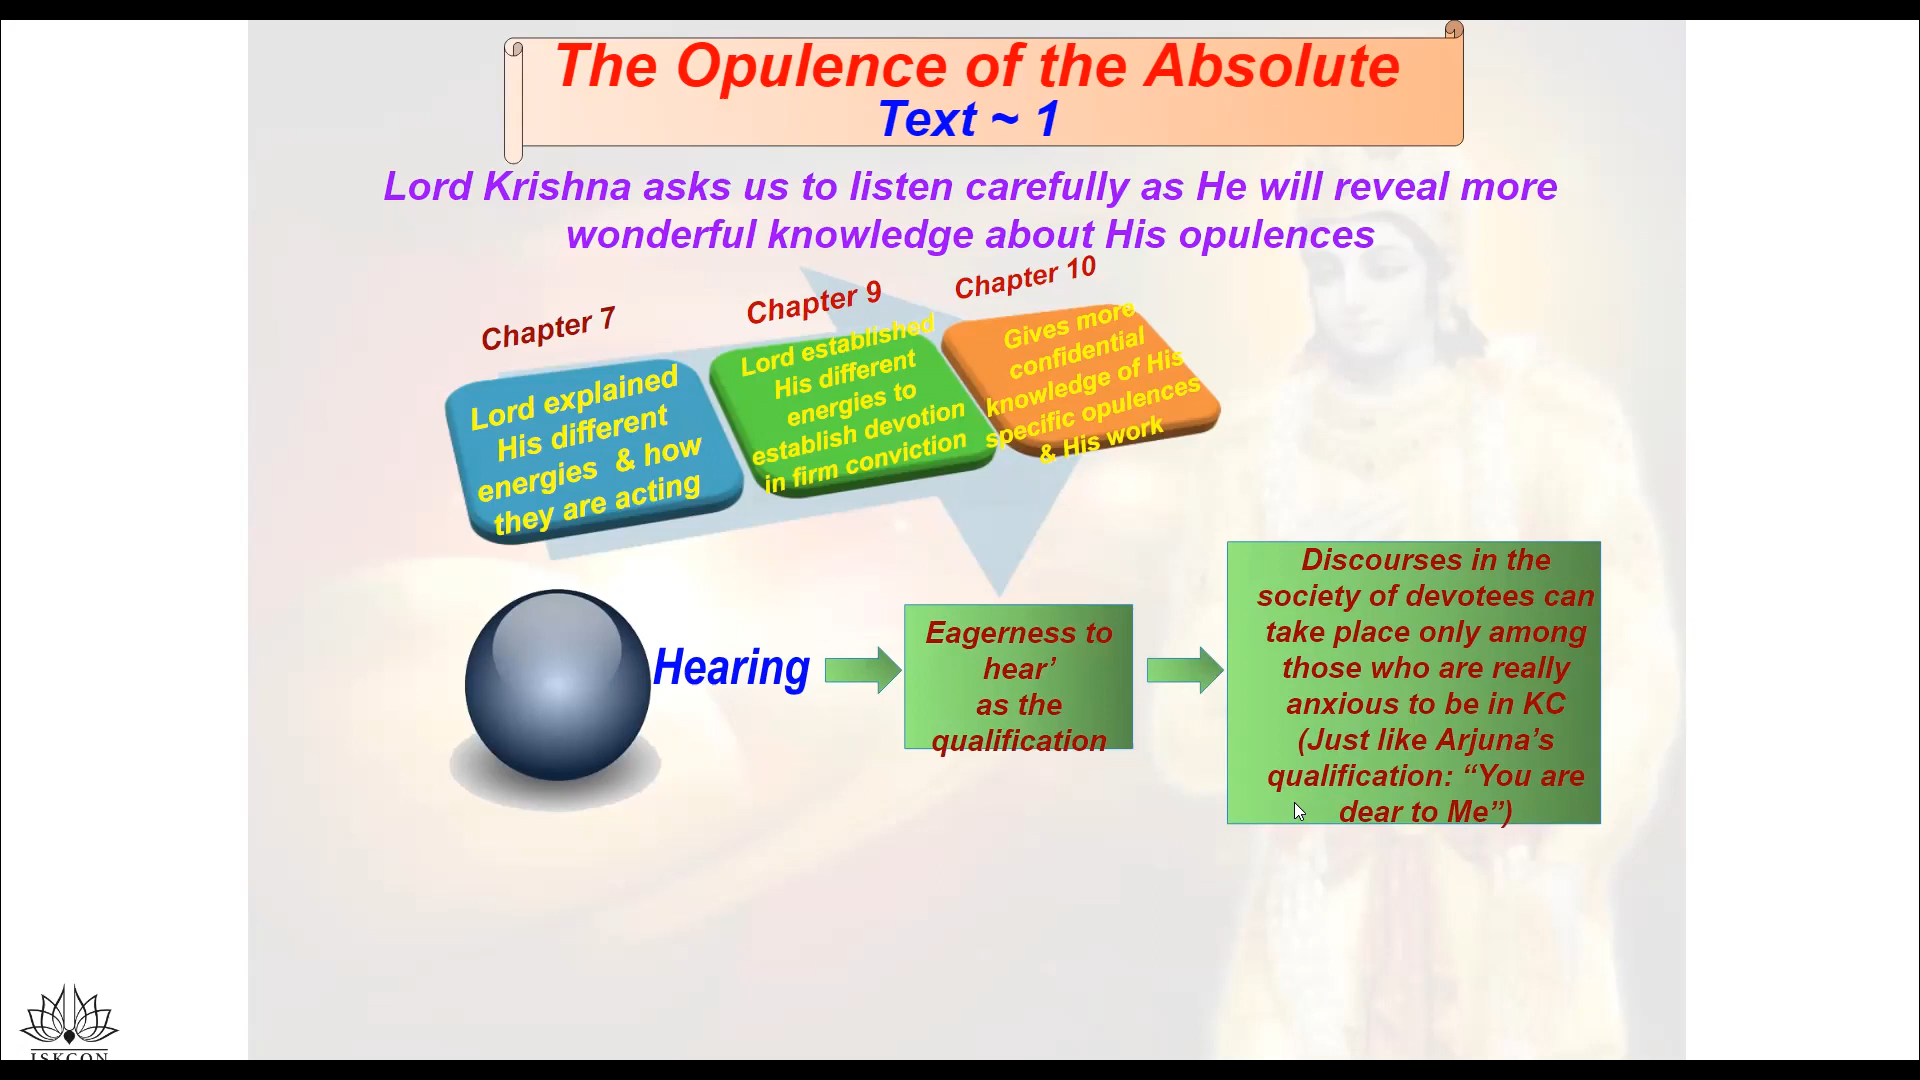 The Opulence of the Absolute
Text ~ 1
Lord Krishna asks us to listen carefully as He will reveal more
wonderful knowledge about His opulences
Chapter 7
Lord explained
His different
energies & how
they are acting
Chapter 9
Lord established
His different
energies to
establish devotion
in firm conviction
Chapter 10
Gives more
confidential
knowledge of His
specific opulences
& His work
Hearing
Eagerness to
hear’
as the
qualification
Discourses in the
society of devotees can
take place only among
those who are really
anxious to be in KC
(Just like Arjuna’s
qualification: “You are
dear to Me”)
ISKCON